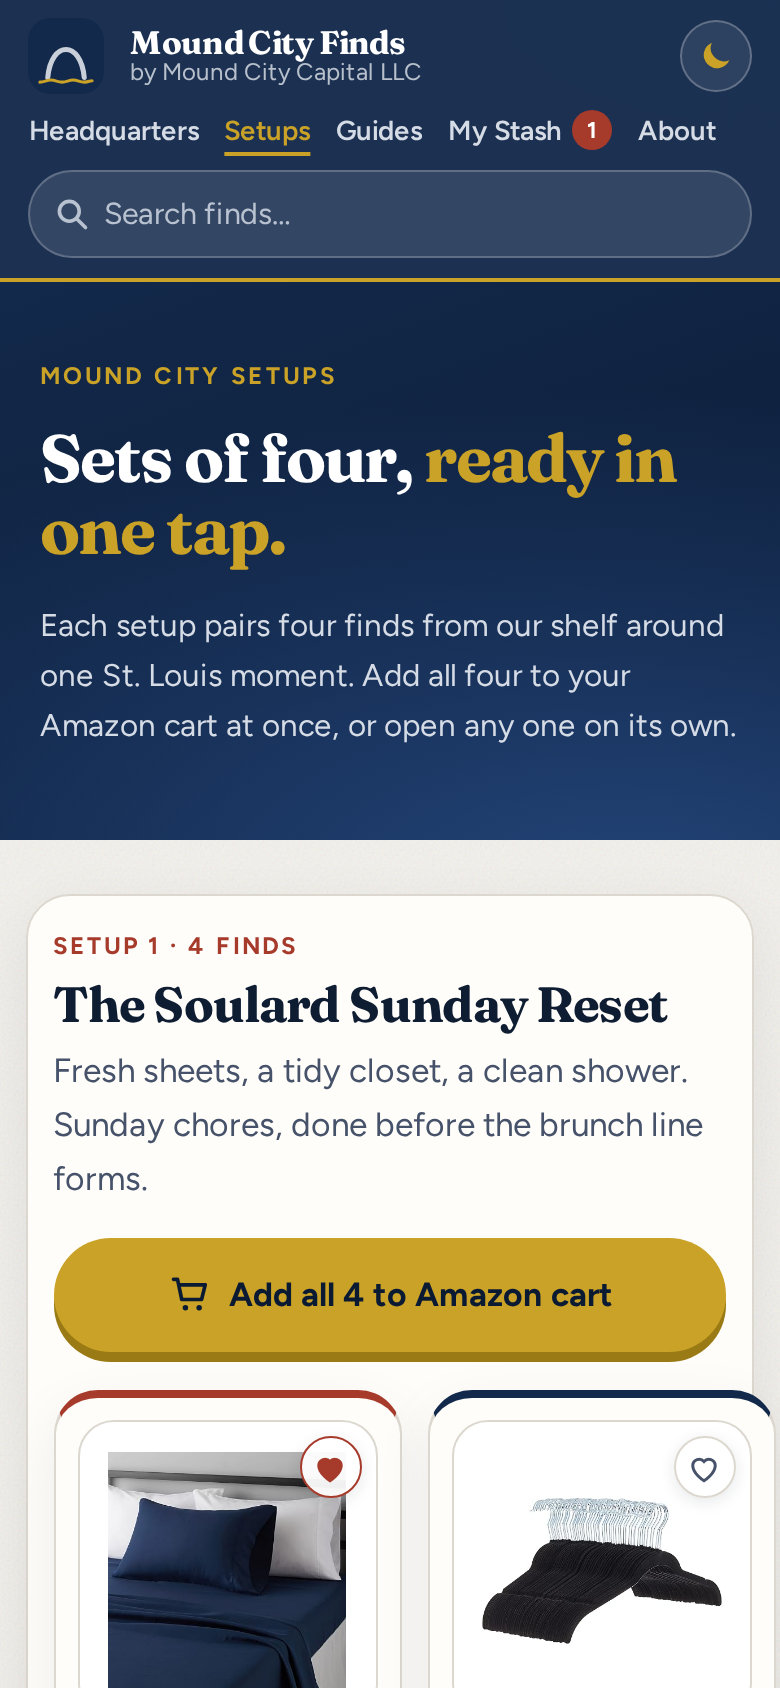 Mound City Finds
by Mound City Capital LLC
Headquarters Setups Guides My Stash 1 About
Search finds...
MOUND CITY SETUPS
Sets of four, ready in
one tap.
Each setup pairs four finds from our shelf around
one St. Louis moment. Add all four to your
Amazon cart at once, or open any one on its own.
SETUP 1 · 4 FINDS
The Soulard Sunday Reset
Fresh sheets, a tidy closet, a clean shower.
Sunday chores, done before the brunch line
forms.
Add all 4 to Amazon cart